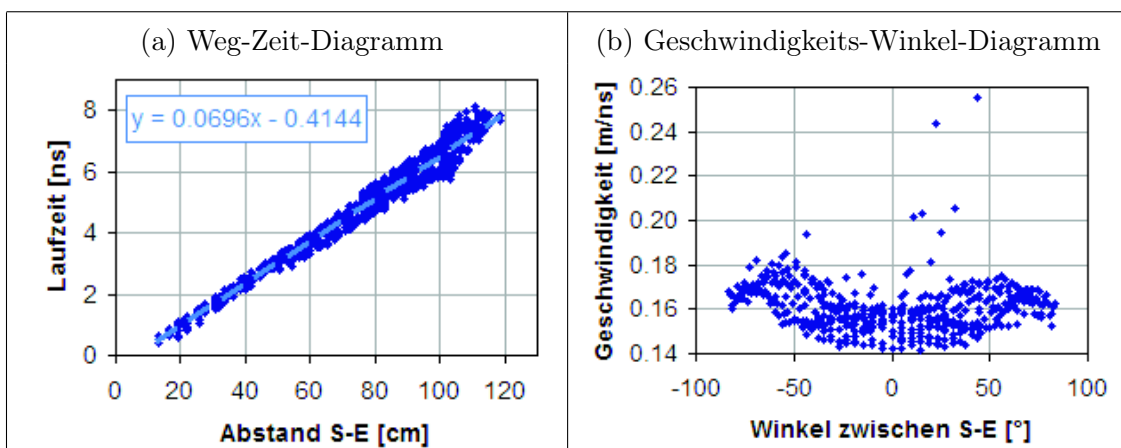 (a) Weg-Zeit-Diagramm
y = 0.0696x - 0.4144
Laufzeit [ns]
8
6
4
2
0
0 20 40 60 80 100 120
Abstand S-E [cm]
(b) Geschwindigkeits-Winkel-Diagramm
Geschwindigkeit [m/ns]
0.26
0.24
0.22
0.20
0.18
0.16
0.14
-100 -50 0 50 100
Winkel zwischen S-E [°]